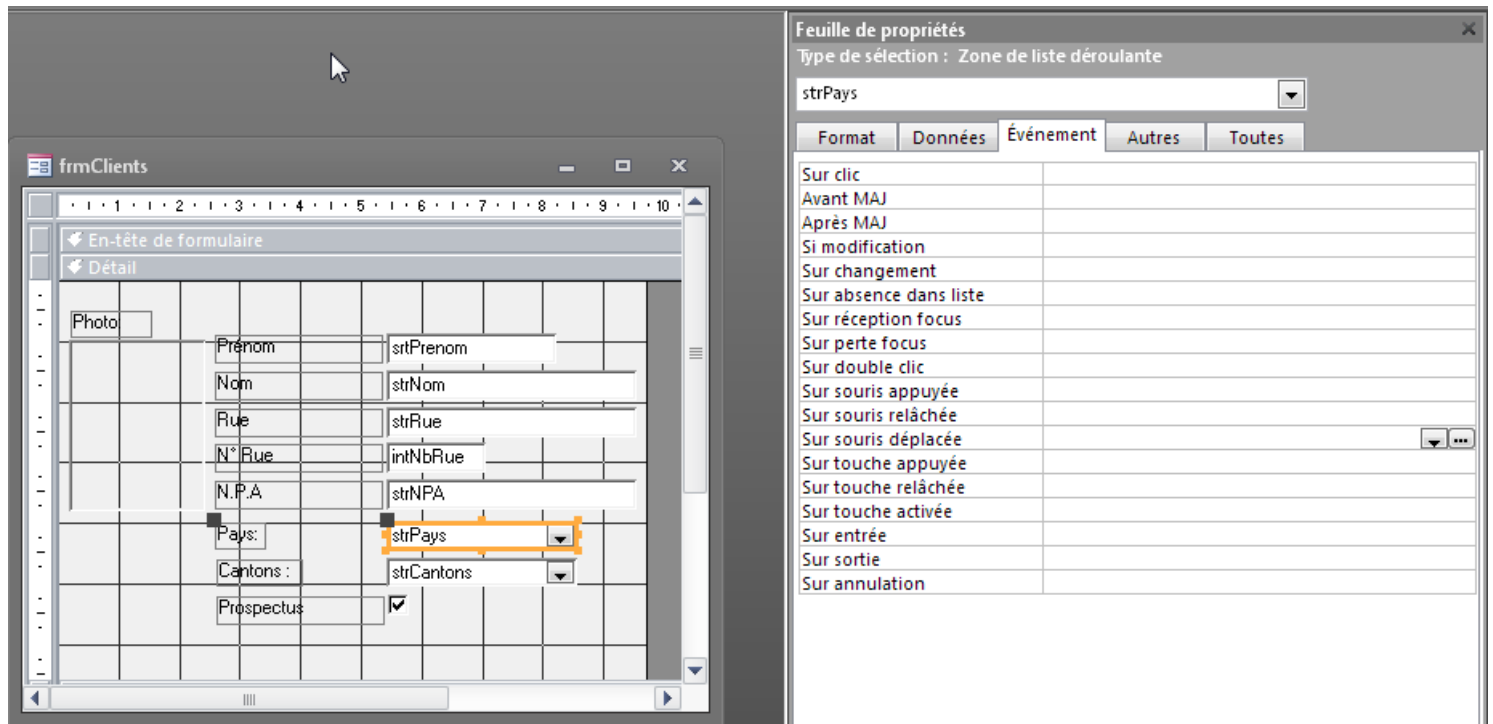 frmClients
1 2 3 4 5 6 7 8 9 10
En-tête de formulaire
Détail
Photo
Prénom srtPrenom
Nom strNom
Rue strRue
N° Rue intNbRue
N.P.A strNPA
Pays: strPays
Cantons : strCantons
Prospectus
Feuille de propriétés
Type de sélection : Zone de liste déroulante
strPays
Format Données Événement Autres Toutes
Sur clic
Avant MAJ
Après MAJ
Si modification
Sur changement
Sur absence dans liste
Sur réception focus
Sur perte focus
Sur double clic
Sur souris appuyée
Sur souris relâchée
Sur souris déplacée
Sur touche appuyée
Sur touche relâchée
Sur touche activée
Sur entrée
Sur sortie
Sur annulation